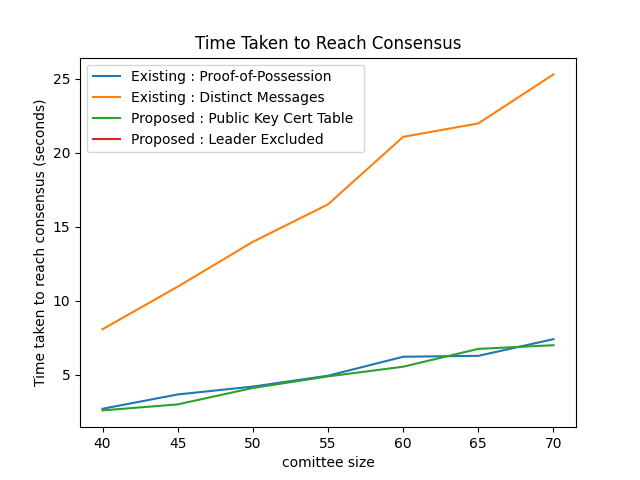 Time Taken to Reach Consensus
Existing : Proof-of-Possession
Existing : Distinct Messages
Proposed : Public Key Cert Table
Proposed : Leader Excluded
Time taken to reach consensus (seconds)
25
20
15
10
5
40 45 50 55 60 65 70
comittee size